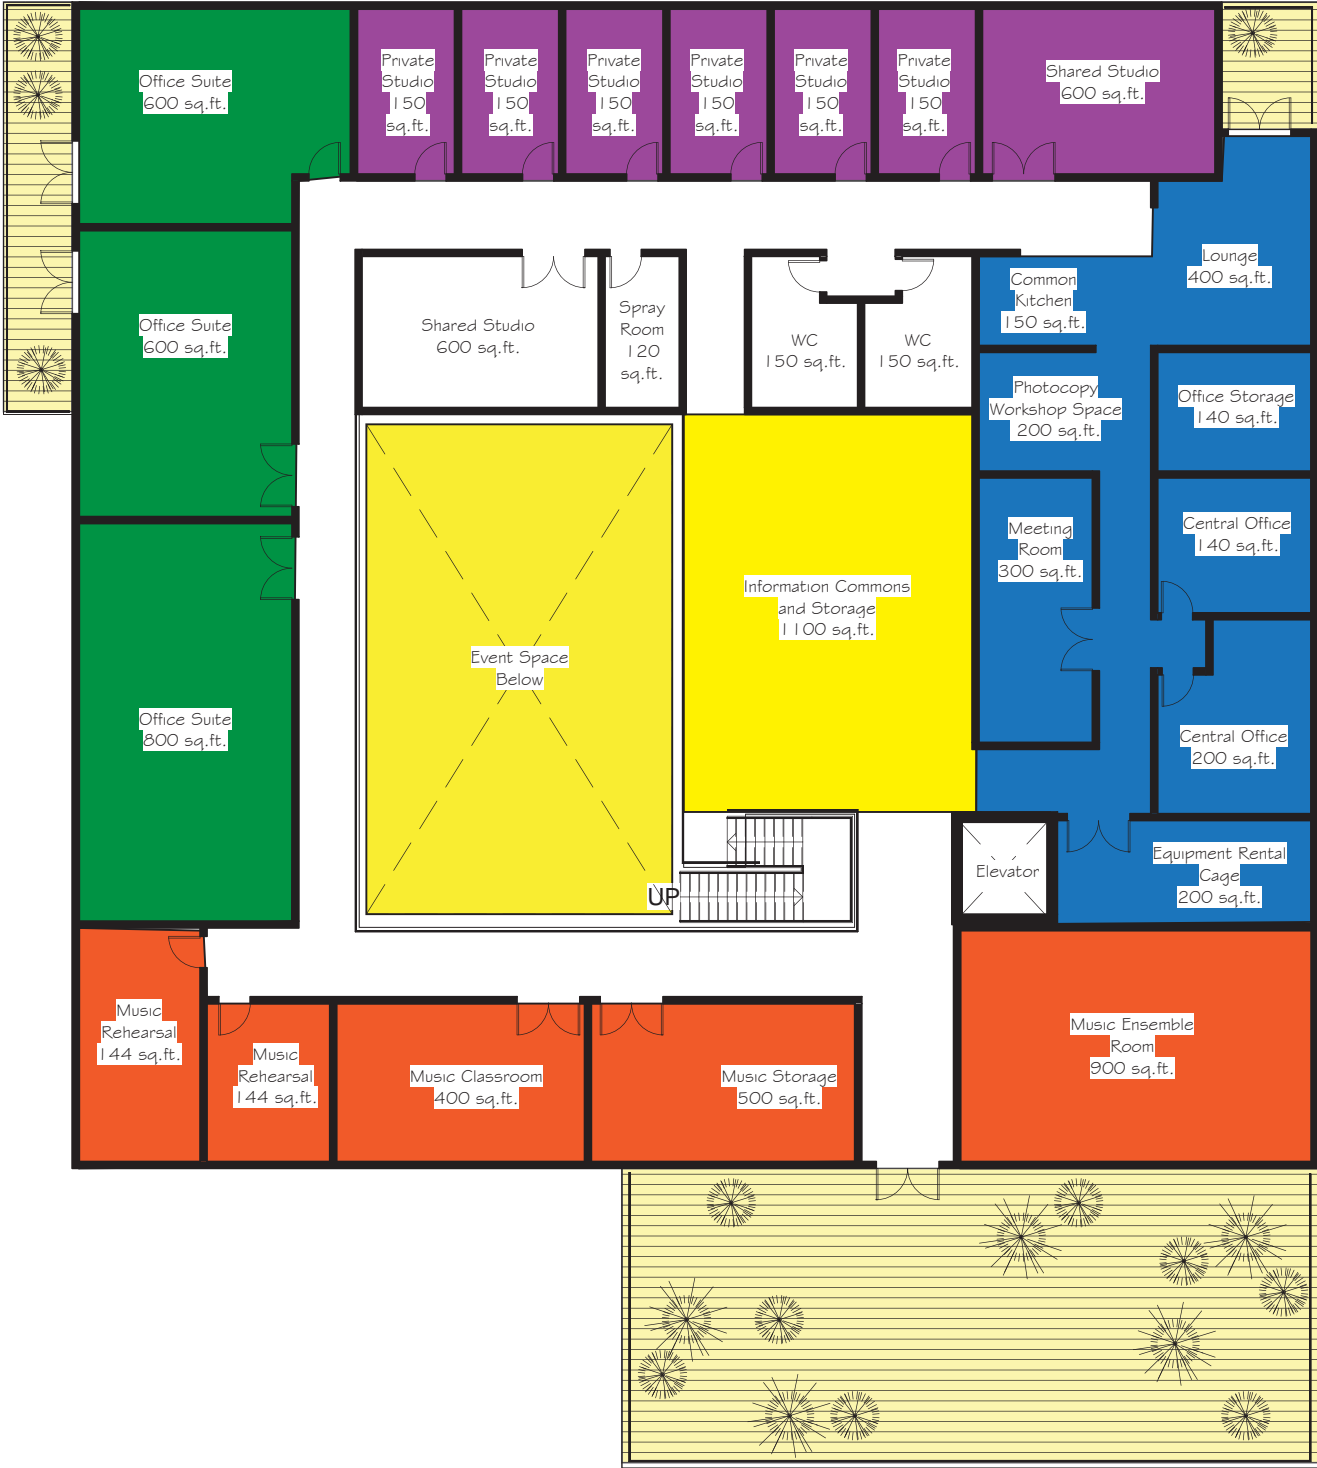 Office Suite
600 sq.ft.
Private
Studio
150
sq.ft.
Private
Studio
150
sq.ft.
Private
Studio
150
sq.ft.
Private
Studio
150
sq.ft.
Private
Studio
150
sq.ft.
Private
Studio
150
sq.ft.
Shared Studio
600 sq.ft.
Lounge
400 sq.ft.
Common
Kitchen
150 sq.ft.
Office Suite
600 sq.ft.
Shared Studio
600 sq.ft.
Spray
Room
120
sq.ft.
WC
150 sq.ft.
WC
150 sq.ft.
Photocopy
Workshop Space
200 sq.ft.
Office Storage
140 sq.ft.
Meeting
Room
300 sq.ft.
Central Office
140 sq.ft.
Information Commons
and Storage
1100 sq.ft.
Event Space
Below
Office Suite
800 sq.ft.
Central Office
200 sq.ft.
Elevator
Equipment Rental
Cage
200 sq.ft.
UP
Music
Rehearsal
144 sq.ft.
Music
Rehearsal
144 sq.ft.
Music Classroom
400 sq.ft.
Music Storage
500 sq.ft.
Music Ensemble
Room
900 sq.ft.